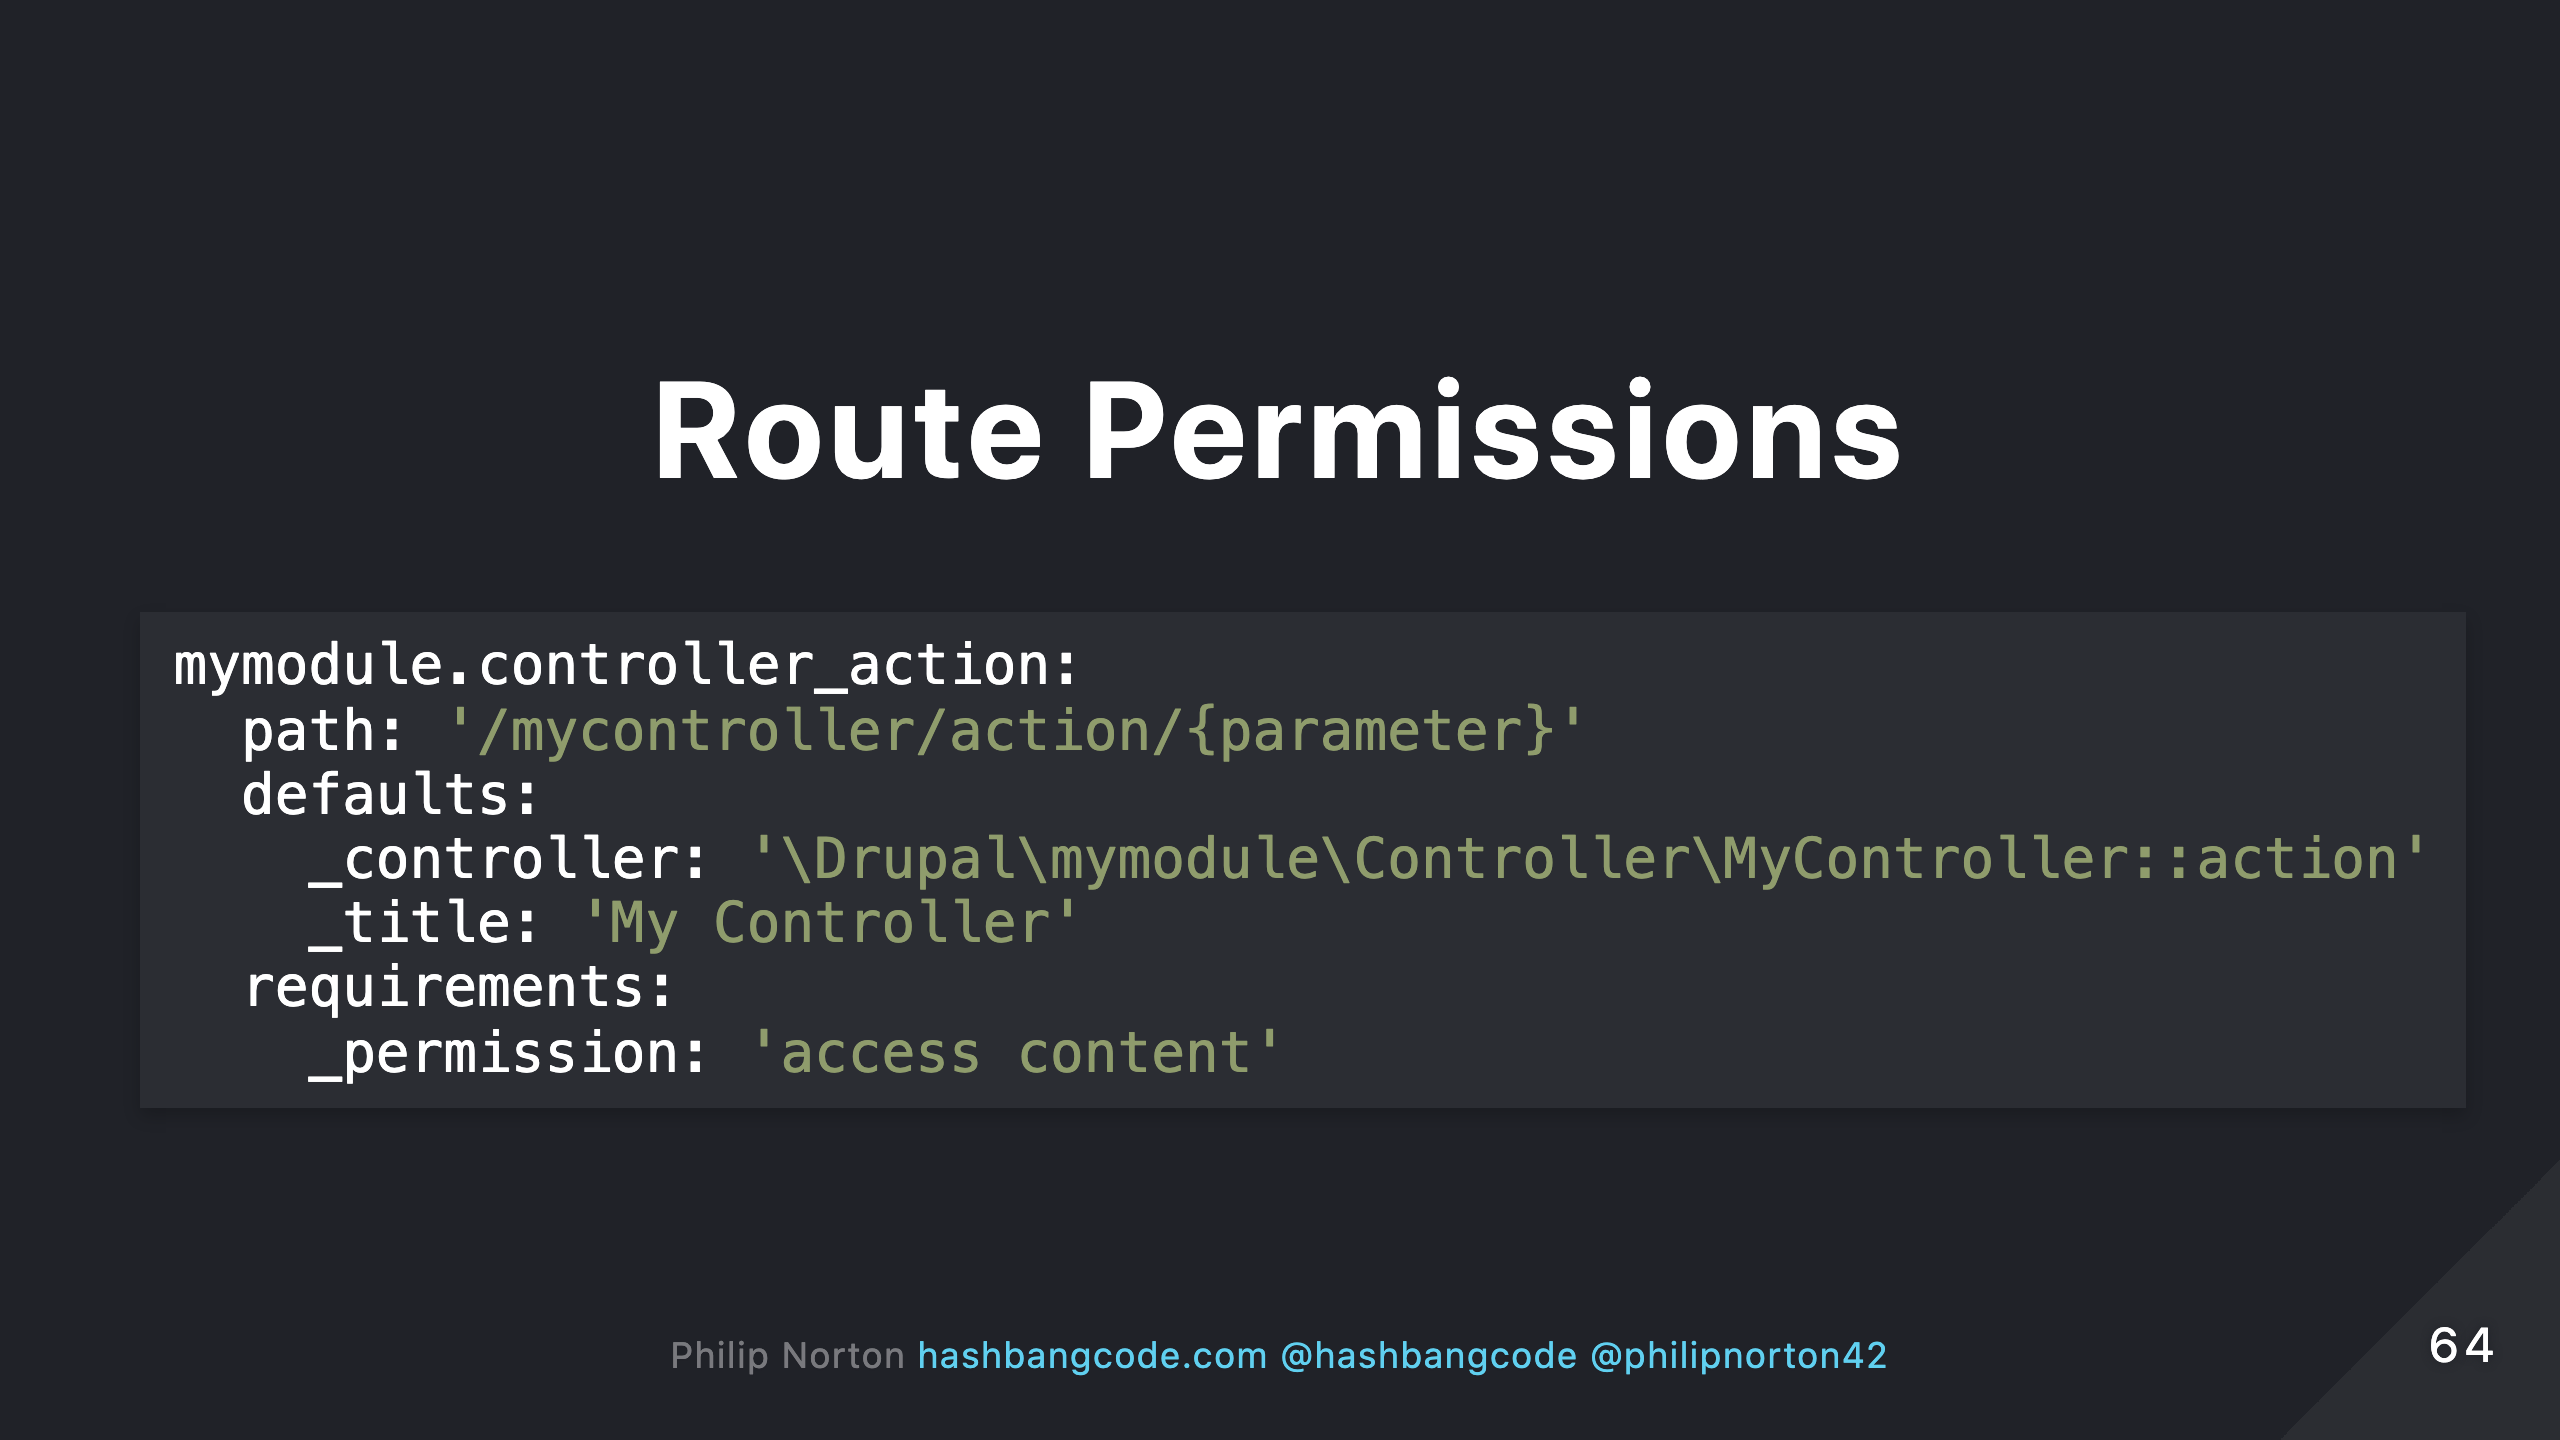 Route Permissions
mymodule.controller_action:
  path: '/mycontroller/action/{parameter}'
  defaults:
    _controller: '\Drupal\mymodule\Controller\MyController::action'
    _title: 'My Controller'
  requirements:
    _permission: 'access content'
Philip Norton hashbangcode.com @hashbangcode @philipnorton42
64